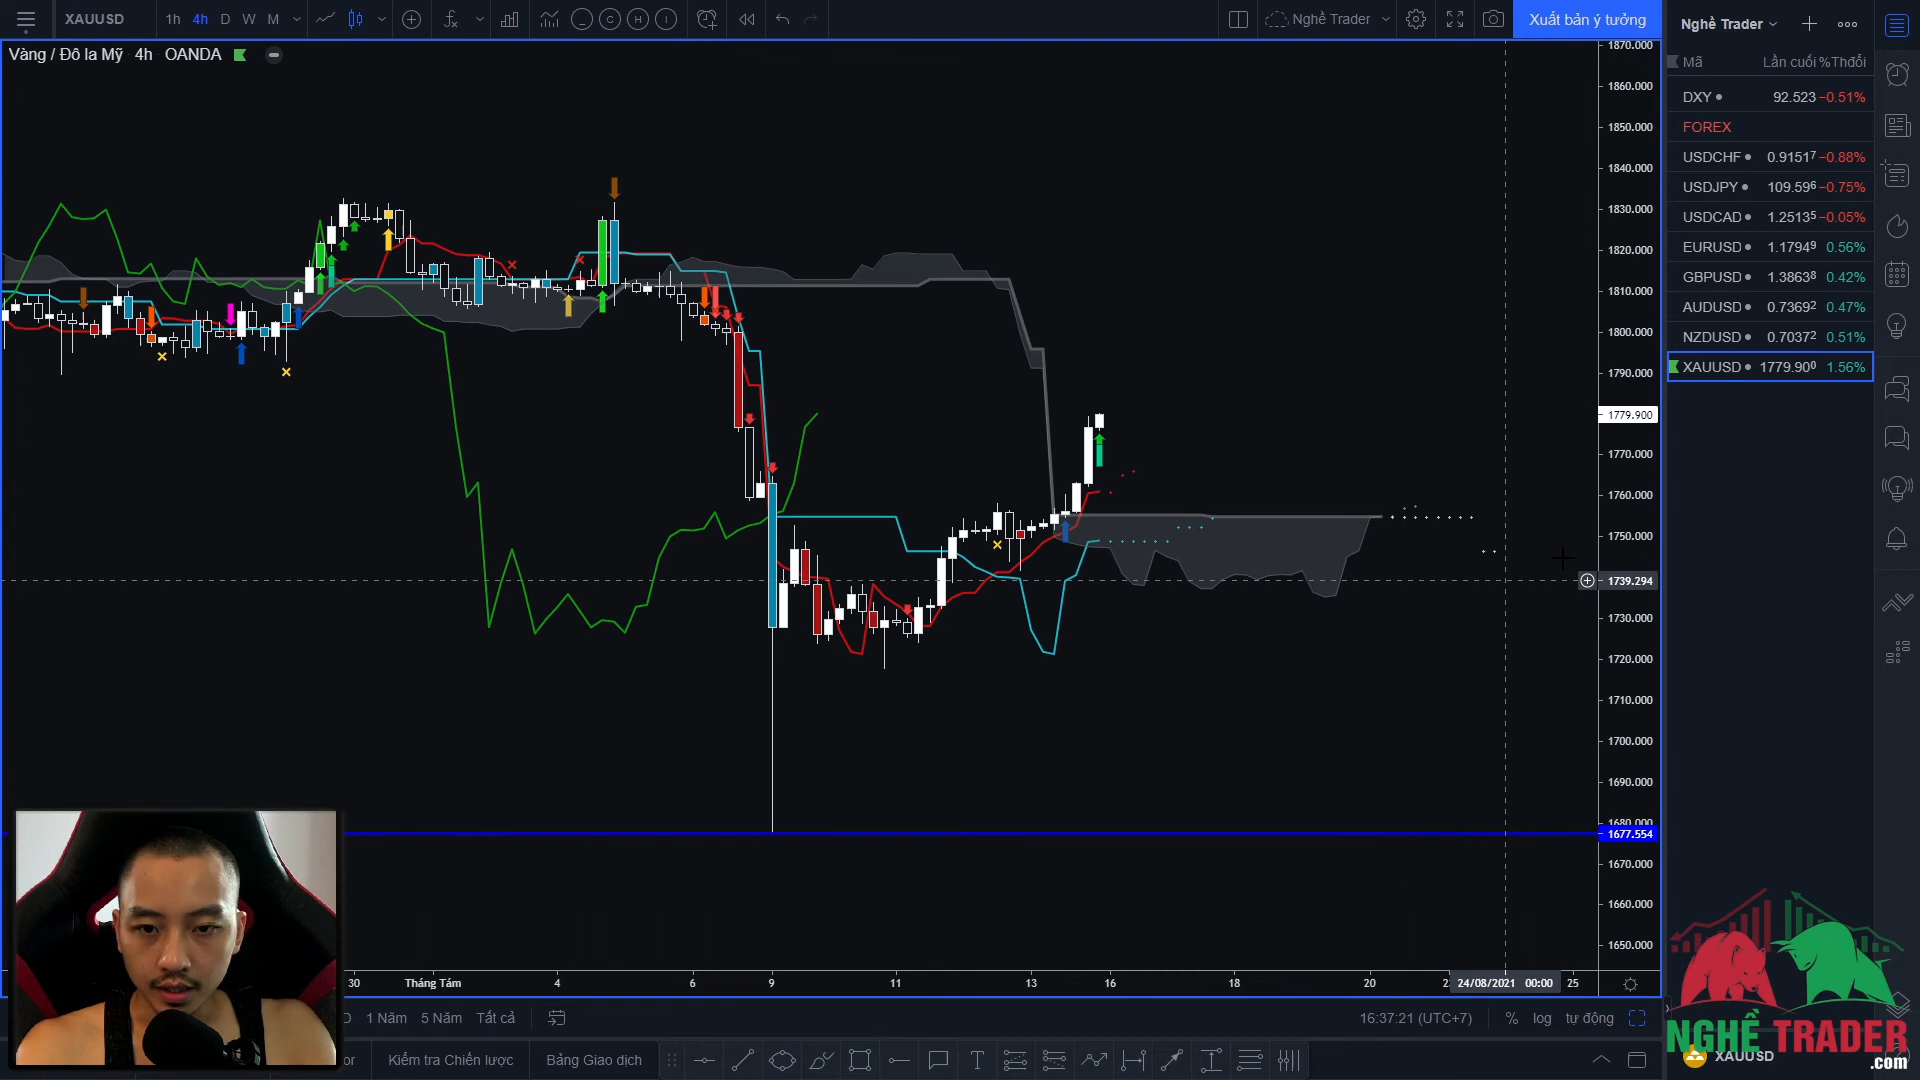 XAUUSD 1h 4h D W M
Nghề Trader
Xuất bản ý tưởng
Vàng / Đô la Mỹ 4h OANDA
1870.000
1860.000
1850.000
1840.000
1830.000
1820.000
1810.000
1800.000
1790.000
1779.900
1770.000
1760.000
1750.000
1739.294
1730.000
1720.000
1710.000
1700.000
1690.000
1680.000
1677.554
1670.000
1660.000
1650.000
30 Tháng Tám 4 6 9 11 13 16 18 20 24/08/2021 00:00 25
1 Năm 5 Năm Tất cả
16:37:21 (UTC+7) % log tự động
Kiểm tra Chiến lược Bảng Giao dịch
Nghề Trader
Mã Lần cuối %Thđổi
DXY 92.523 −0.51%
FOREX
USDCHF 0.91517 −0.88%
USDJPY 109.596 −0.75%
USDCAD 1.25135 −0.05%
EURUSD 1.17949 0.56%
GBPUSD 1.38638 0.42%
AUDUSD 0.73692 0.47%
NZDUSD 0.70372 0.51%
XAUUSD 1779.900 1.56%
NGHỀ TRADER
.com
XAUUSD